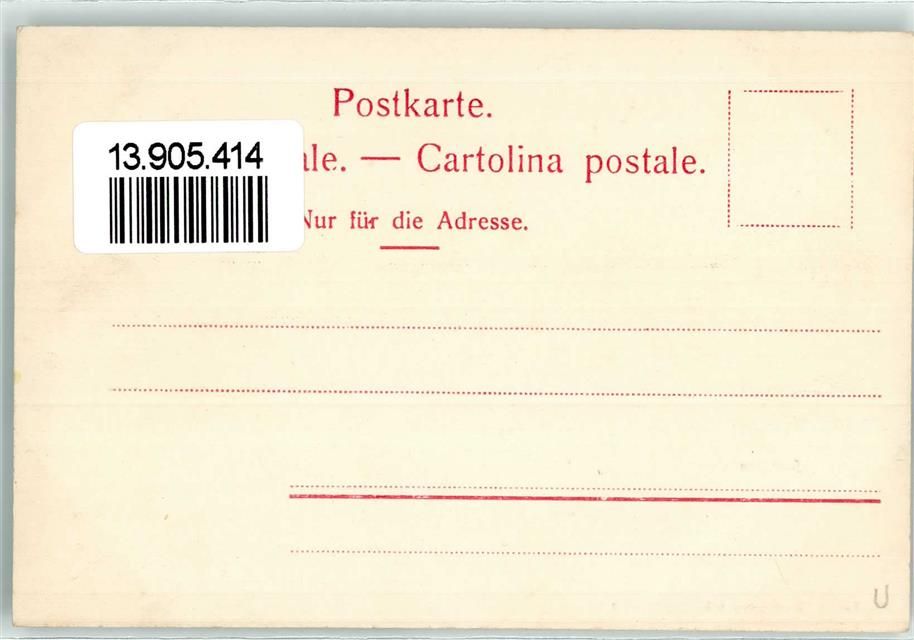 Postkarte.
13.905.414
ale. — Cartolina postale.
Nur für die Adresse.
U